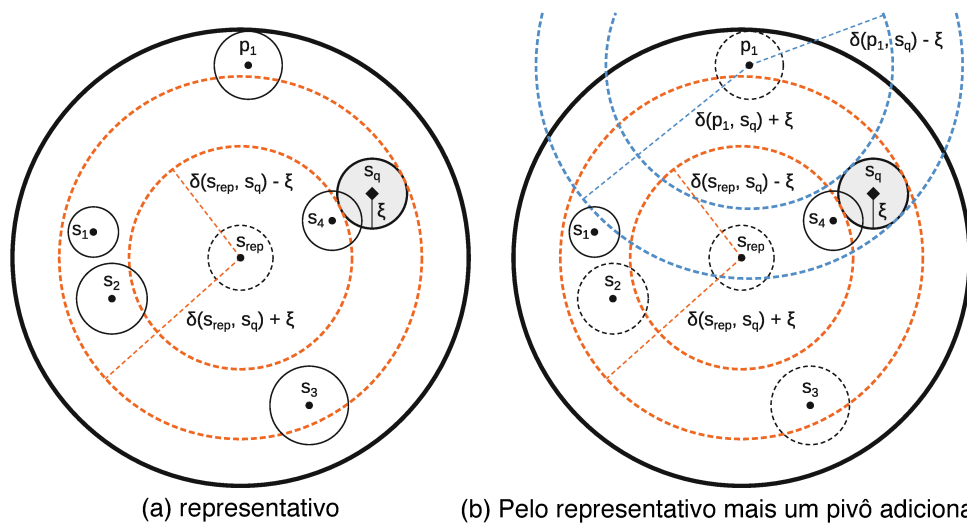 p1
δ(srep, sq) - ξ
sq
ξ
s4
s1
srep
s2
δ(srep, sq) + ξ
s3
(a) representativo
p1
δ(p1, sq) - ξ
δ(p1, sq) + ξ
δ(srep, sq) - ξ
sq
ξ
s4
s1
srep
s2
δ(srep, sq) + ξ
s3
(b) Pelo representativo mais um pivô adiciona